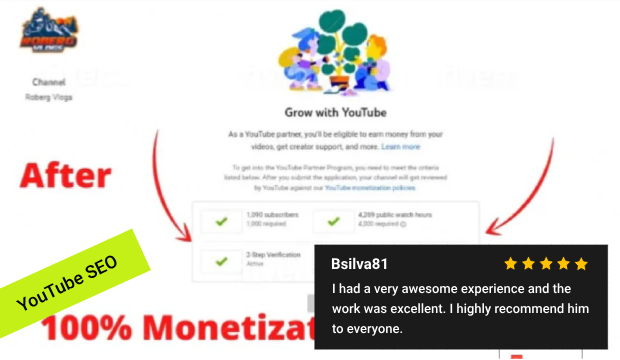 ROBERG
VLOGS
Channel
Roberg Vloga
Grow with YouTube
As a YouTube partner, you'll be eligible to earn money from your
videos, get creator support, and more. Learn more
To get into the YouTube Partner Program, you need to meet the criteria
listed below. After you submit the application, your channel will get reviewed
by YouTube against our YouTube monetization policies.
After
1,090 subscribers
1,000 required
4,209 public watch hours
4,000 required
2-Step Verification
Active
YouTube SEO
Bsilva81
I had a very awesome experience and the
work was excellent. I highly recommend him
to everyone.
100% Monetizat